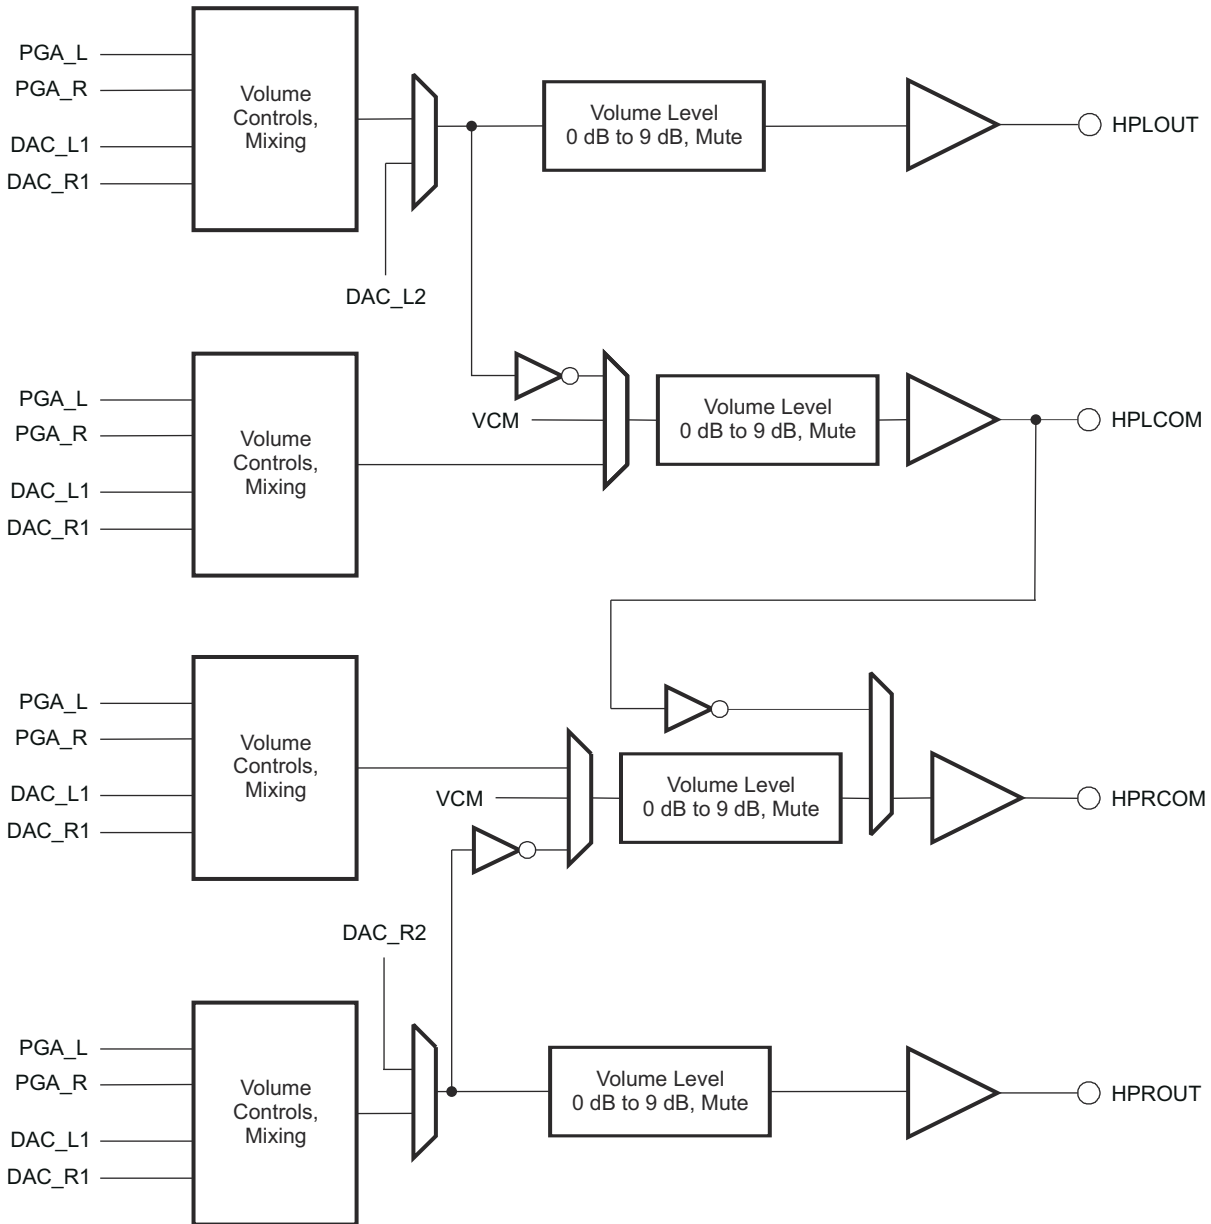 PGA_L
PGA_R
DAC_L1
DAC_R1
Volume
Controls,
Mixing
DAC_L2
Volume Level
0 dB to 9 dB, Mute
HPLOUT
PGA_L
PGA_R
DAC_L1
DAC_R1
Volume
Controls,
Mixing
VCM
Volume Level
0 dB to 9 dB, Mute
HPLCOM
PGA_L
PGA_R
DAC_L1
DAC_R1
Volume
Controls,
Mixing
VCM
Volume Level
0 dB to 9 dB, Mute
HPRCOM
DAC_R2
PGA_L
PGA_R
DAC_L1
DAC_R1
Volume
Controls,
Mixing
Volume Level
0 dB to 9 dB, Mute
HPROUT